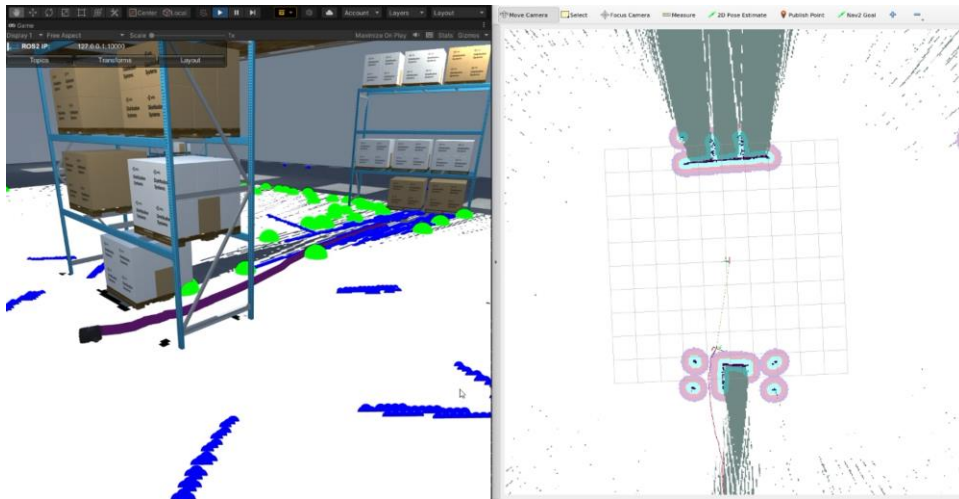 Center Local Account Layers Layout
Game
Display 1 Free Aspect Scale 1x Maximize On Play Stats Gizmos
ROS2 IP: 127.0.0.1:10000
Topics Transforms Layout
Move Camera Select Focus Camera Measure 2D Pose Estimate Publish Point Nav2 Goal